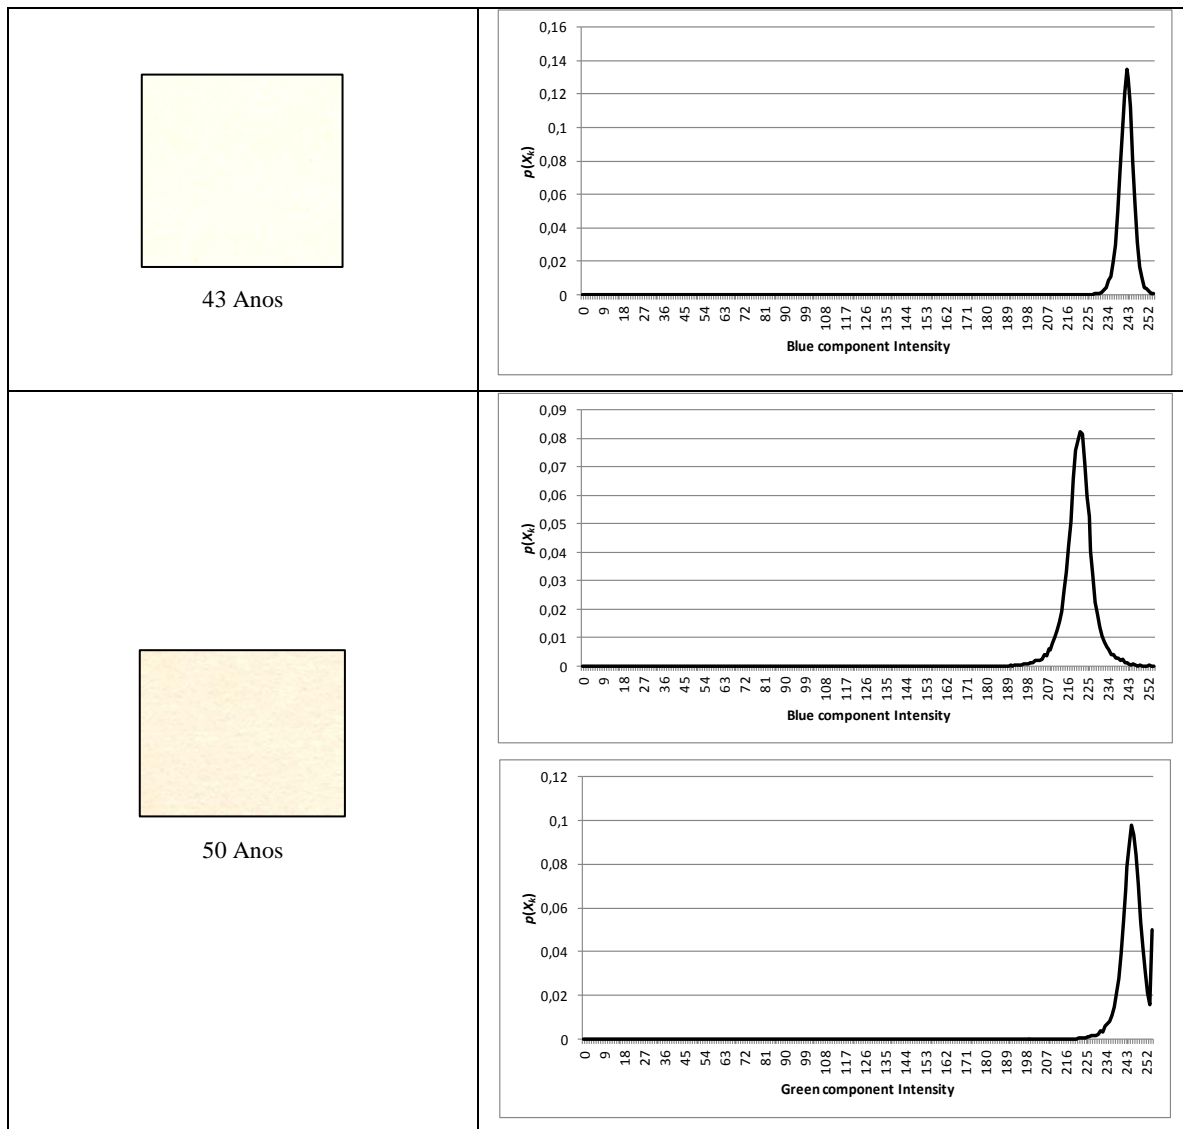 43 Anos
0,16
0,14
0,12
0,1
0,08
0,06
0,04
0,02
0
p(Xk)
0 9 18 27 36 45 54 63 72 81 90 99 108 117 126 135 144 153 162 171 180 189 198 207 216 225 234 243 252
Blue component Intensity
50 Anos
0,09
0,08
0,07
0,06
0,05
0,04
0,03
0,02
0,01
0
p(Xk)
0 9 18 27 36 45 54 63 72 81 90 99 108 117 126 135 144 153 162 171 180 189 198 207 216 225 234 243 252
Blue component Intensity
0,12
0,1
0,08
0,06
0,04
0,02
0
p(Xk)
0 9 18 27 36 45 54 63 72 81 90 99 108 117 126 135 144 153 162 171 180 189 198 207 216 225 234 243 252
Green component Intensity